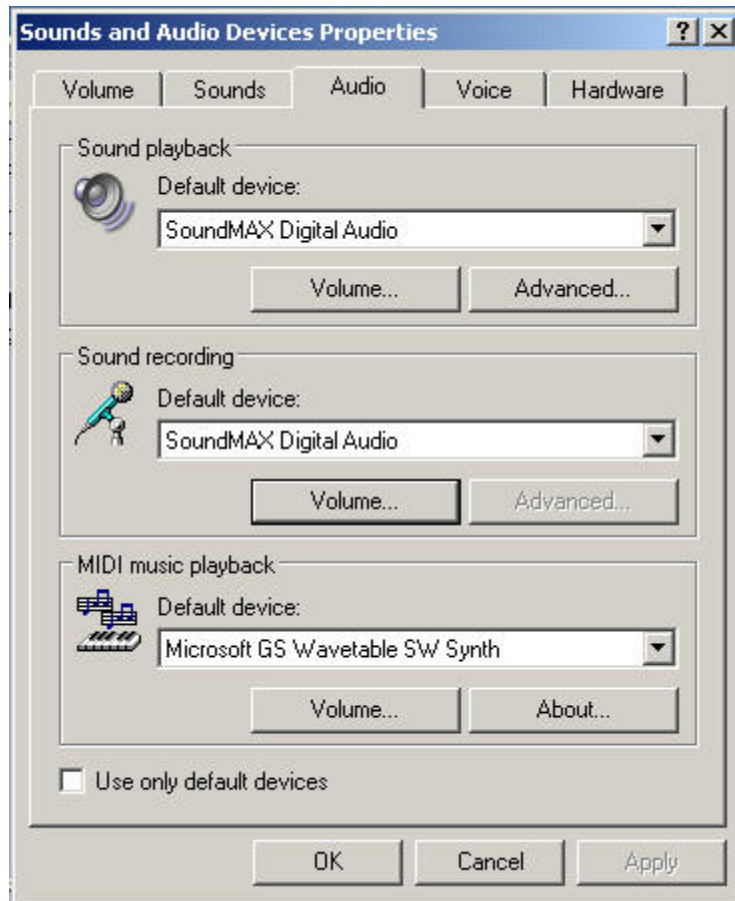 Sounds and Audio Devices Properties
Volume Sounds Audio Voice Hardware
Sound playback
Default device:
SoundMAX Digital Audio
Volume... Advanced...
Sound recording
Default device:
SoundMAX Digital Audio
Volume... Advanced...
MIDI music playback
Default device:
Microsoft GS Wavetable SW Synth
Volume... About...
Use only default devices
OK Cancel Apply